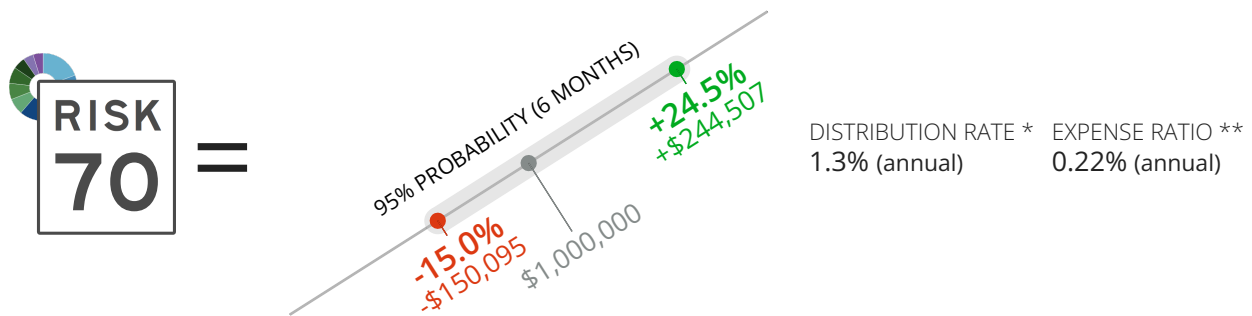 RISK
70
=
95% PROBABILITY (6 MONTHS)
-15.0%
-$150,095
$1,000,000
+24.5%
+$244,507
DISTRIBUTION RATE *
1.3% (annual)
EXPENSE RATIO **
0.22% (annual)